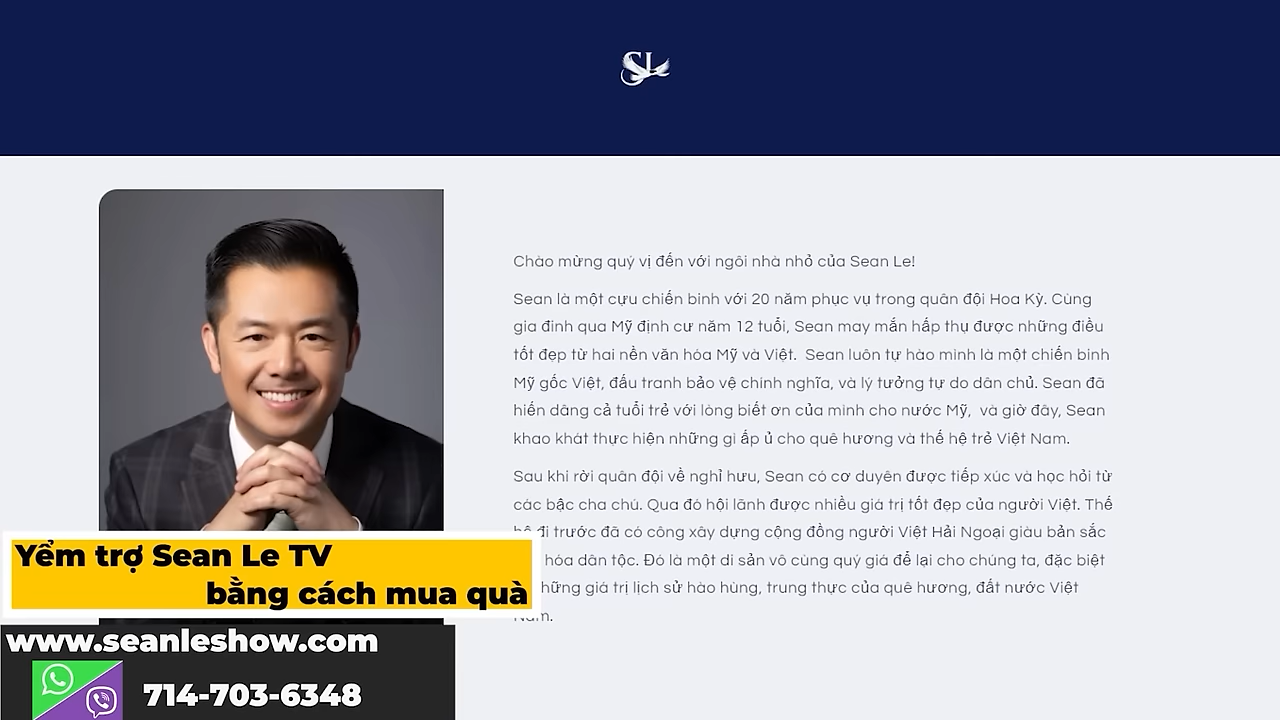 SL
Chào mừng quý vị đến với ngôi nhà nhỏ của Sean Le!
Sean là một cựu chiến binh với 20 năm phục vụ trong quân đội Hoa Kỳ. Cùng
gia đình qua Mỹ định cư năm 12 tuổi, Sean may mắn hấp thụ được những điều
tốt đẹp từ hai nền văn hóa Mỹ và Việt. Sean luôn tự hào mình là một chiến binh
Mỹ gốc Việt, đấu tranh bảo vệ chính nghĩa, và lý tưởng tự do dân chủ. Sean đã
hiến dâng cả tuổi trẻ với lòng biết ơn của mình cho nước Mỹ, và giờ đây, Sean
khao khát thực hiện những gì ấp ủ cho quê hương và thế hệ trẻ Việt Nam.
Sau khi rời quân đội về nghỉ hưu, Sean có cơ duyên được tiếp xúc và học hỏi từ
các bậc cha chú. Qua đó hội lãnh được nhiều giá trị tốt đẹp của người Việt. Thế
đi trước đã có công xây dựng cộng đồng người Việt Hải Ngoại giàu bản sắc
hóa dân tộc. Đó là một di sản vô cùng quý giá để lại cho chúng ta, đặc biệt
những giá trị lịch sử hào hùng, trung thực của quê hương, đất nước Việt
Nam.
Yểm trợ Sean Le TV
bằng cách mua quà
www.seanleshow.com
714-703-6348